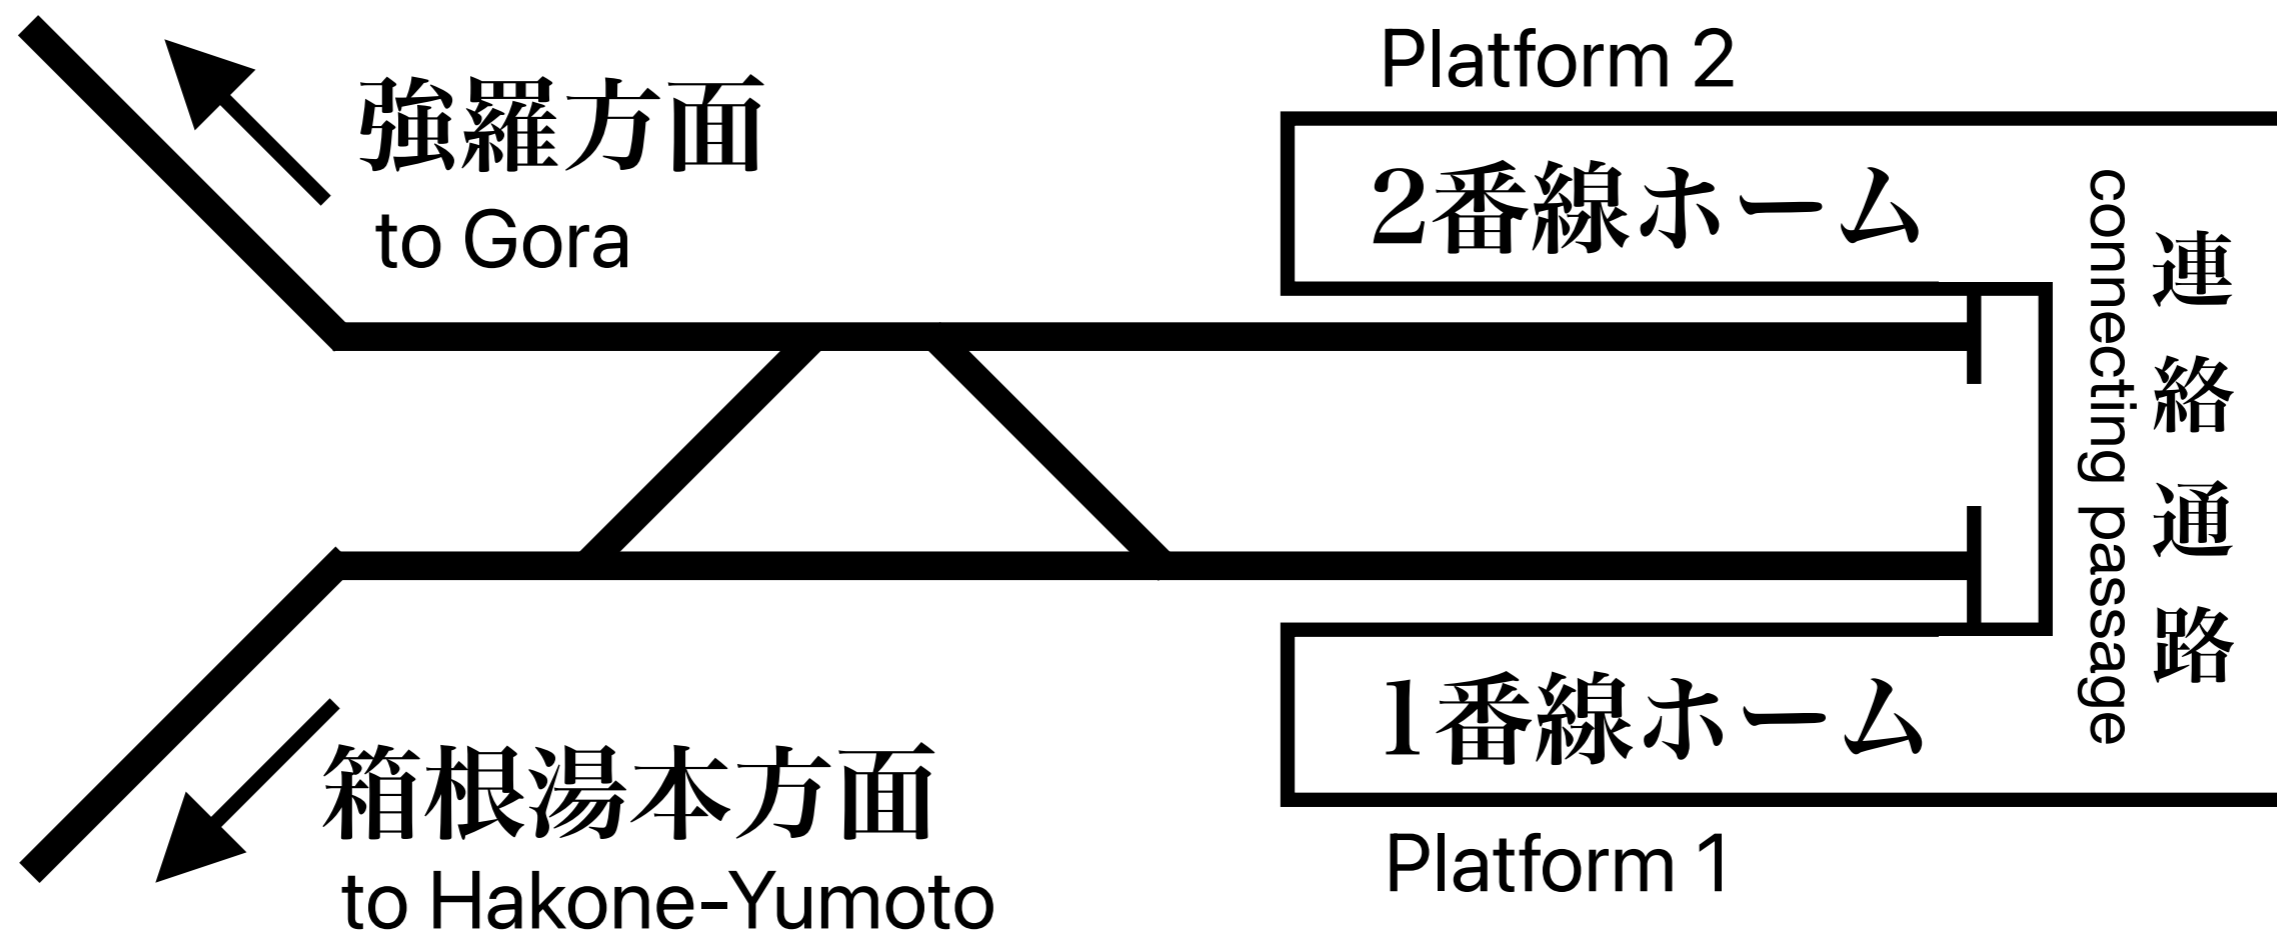 Platform 2
強羅方面
to Gora
2番線ホーム
connecting passage
連絡通路
1番線ホーム
箱根湯本方面
to Hakone-Yumoto
Platform 1